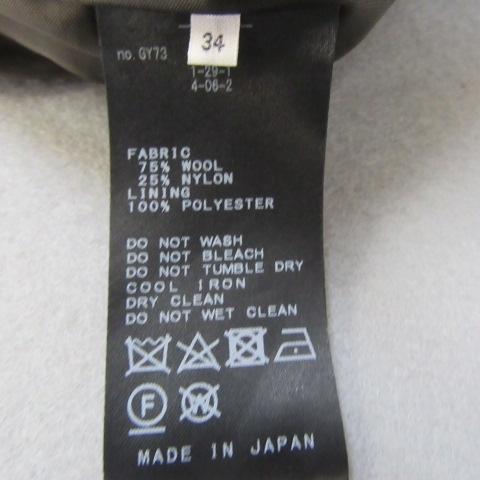 34
no. GY73
1-29-1
4-06-2
FABRIC
75% WOOL
25% NYLON
LINING
100% POLYESTER
DO NOT WASH
DO NOT BLEACH
DO NOT TUMBLE DRY
COOL IRON
DRY CLEAN
DO NOT WET CLEAN
F W
MADE IN JAPAN